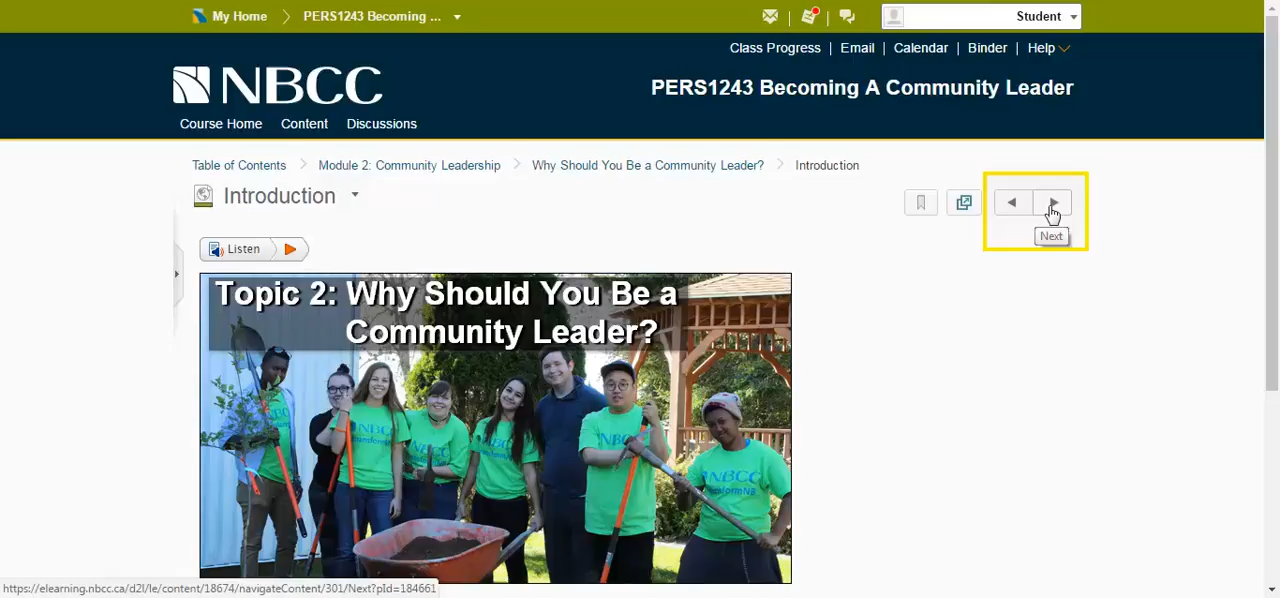 My Home PERS1243 Becoming ... Student
Class Progress | Email | Calendar | Binder | Help
NBCC
PERS1243 Becoming A Community Leader
Course Home Content Discussions
Table of Contents Module 2: Community Leadership Why Should You Be a Community Leader? Introduction
Introduction
Next
Listen
Topic 2: Why Should You Be a
Community Leader?
NBCC
NBCC
NBCC
https://elearning.nbcc.ca/d2l/le/content/18674/navigateContent/301/Next?pId=184661